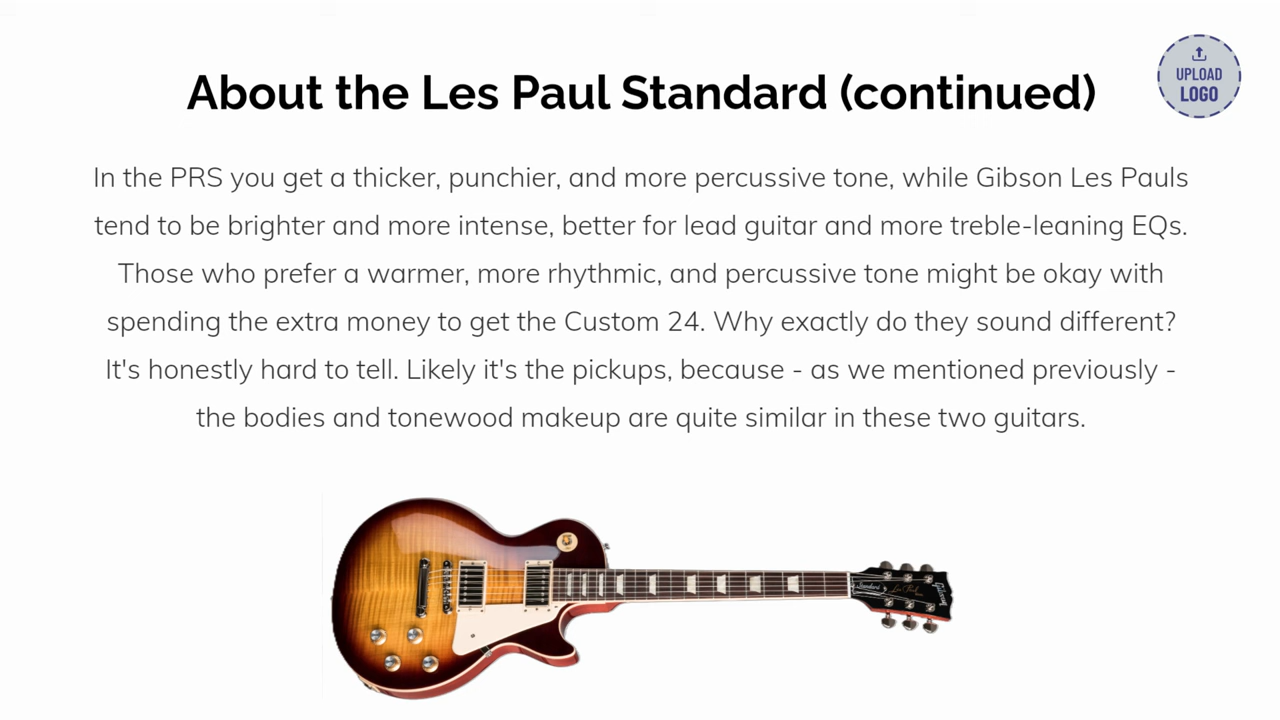 About the Les Paul Standard (continued)
UPLOAD
LOGO
In the PRS you get a thicker, punchier, and more percussive tone, while Gibson Les Pauls
tend to be brighter and more intense, better for lead guitar and more treble-leaning EQs.
Those who prefer a warmer, more rhythmic, and percussive tone might be okay with
spending the extra money to get the Custom 24. Why exactly do they sound different?
It's honestly hard to tell. Likely it's the pickups, because - as we mentioned previously -
the bodies and tonewood makeup are quite similar in these two guitars.
Standard
Les Paul
Gibson